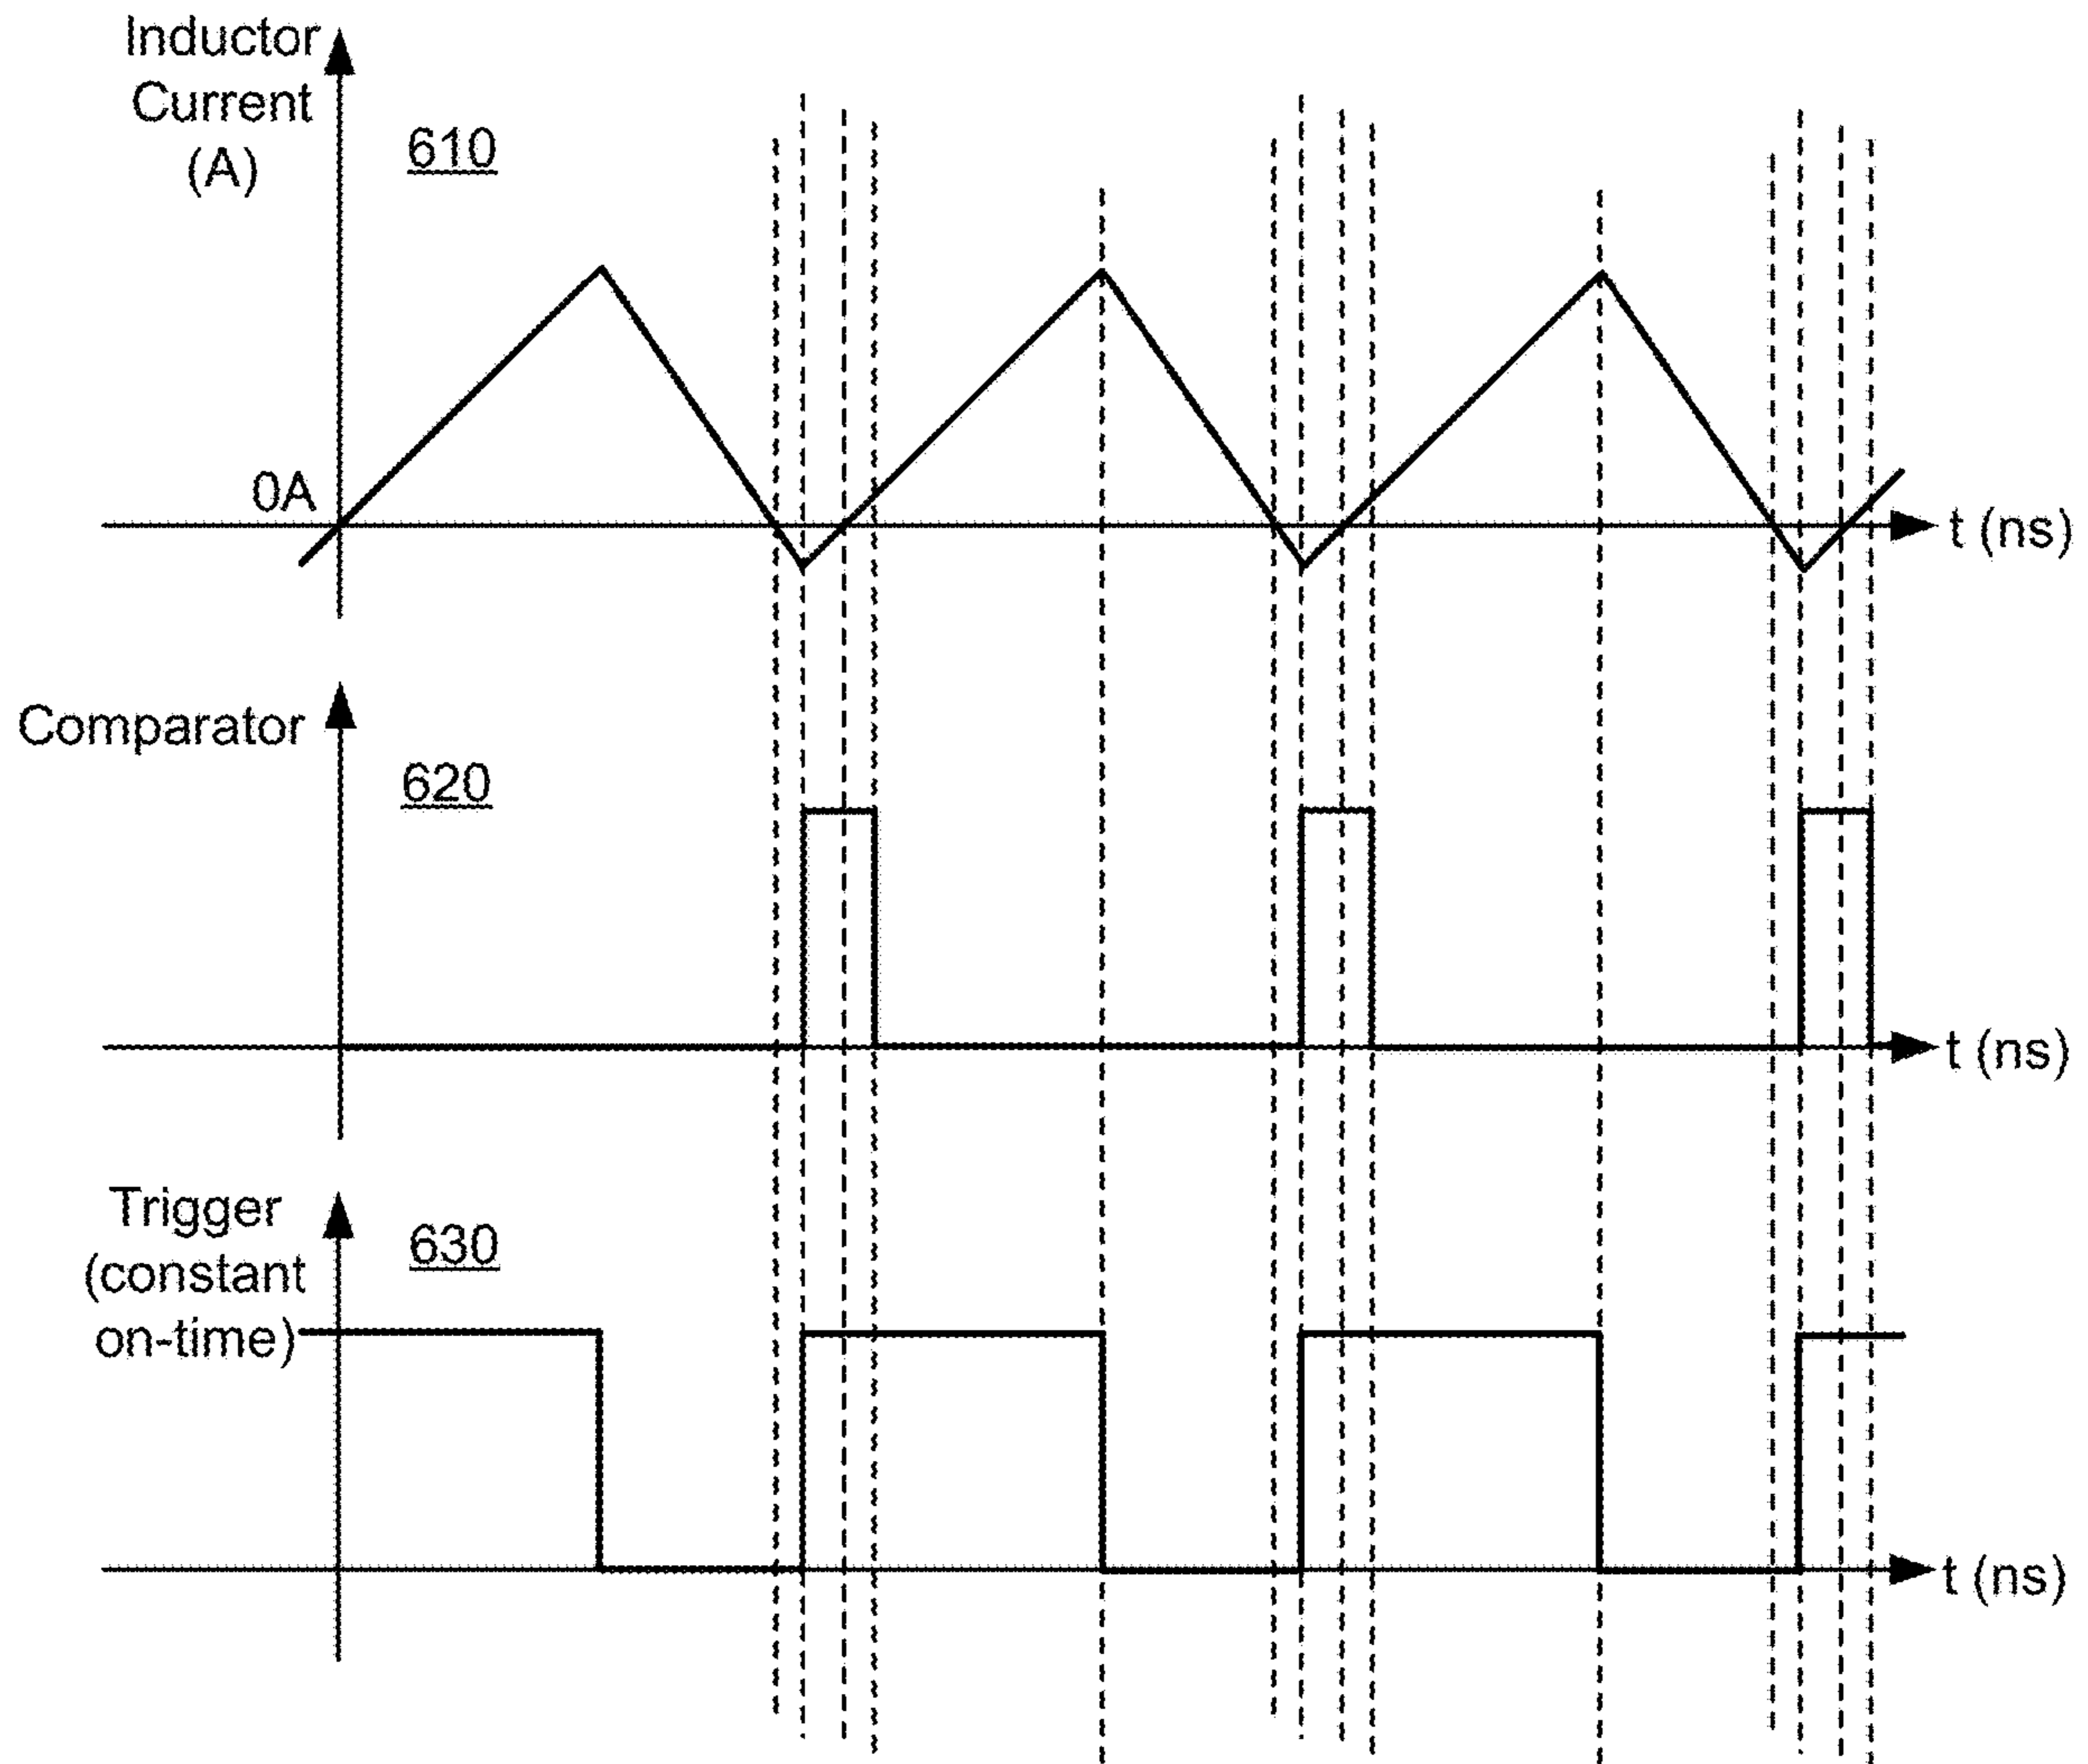 Inductor
Current
(A)
610
0A
t (ns)
Comparator
620
t (ns)
Trigger
(constant
on-time)
630
t (ns)